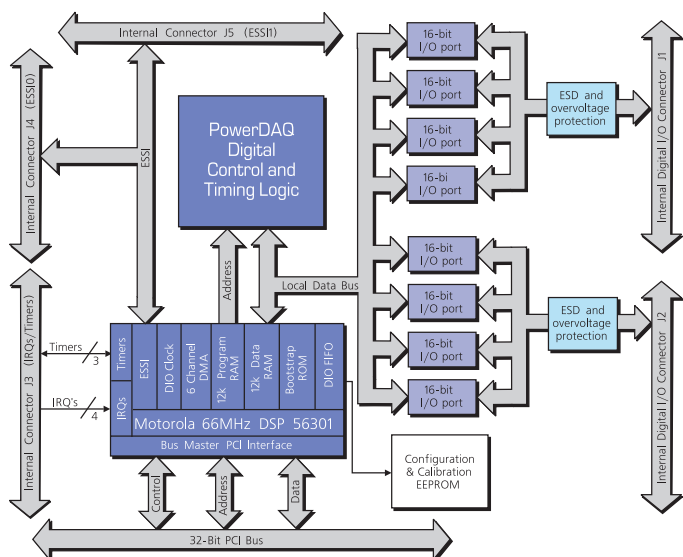 Internal Connector J5 (ESSI1)
Internal Connector J4 (ESSI0)
ESSI
PowerDAQ
Digital
Control and
Timing Logic
16-bit
I/O port
16-bit
I/O port
16-bit
I/O port
16-bi
I/O port
ESD and
overvoltage
protection
Internal Digital I/O Connector J1
Address
Local Data Bus
16-bit
I/O port
16-bit
I/O port
16-bit
I/O port
16-bit
I/O port
ESD and
overvoltage
protection
Internal Digital I/O Connector J2
Internal Connector J3 (IRQs/Timers)
Timers
3
IRQ's
4
Timers
IRQs
ESSI
DIO Clock
6 Channel
DMA
12k Program
RAM
12k Data
RAM
Bootstrap
ROM
DIO FIFO
Motorola 66MHz DSP 56301
Bus Master PCI Interface
Configuration
& Calibration
EEPROM
Control
Address
Data
32-Bit PCI Bus